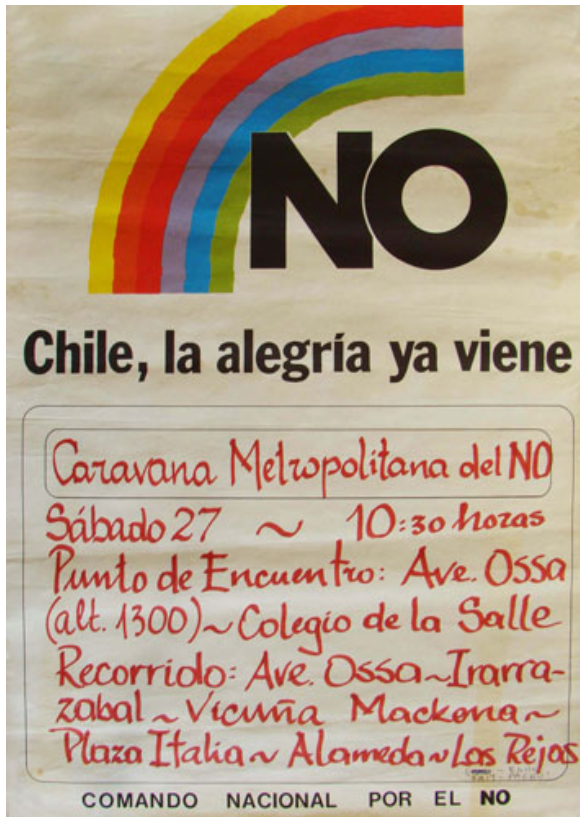 NO
Chile, la alegría ya viene
Caravana Metropolitana del NO
Sábado 27 ~ 10:30 horas
Punto de Encuentro: Ave. Ossa
(alt. 1300) ~ Colegio de la Salle
Recorrido: Ave. Ossa ~ Irarra-
zabal ~ Vicuña Mackena ~
Plaza Italia ~ Alameda ~ Las Rejas
COMANDO NACIONAL POR EL NO